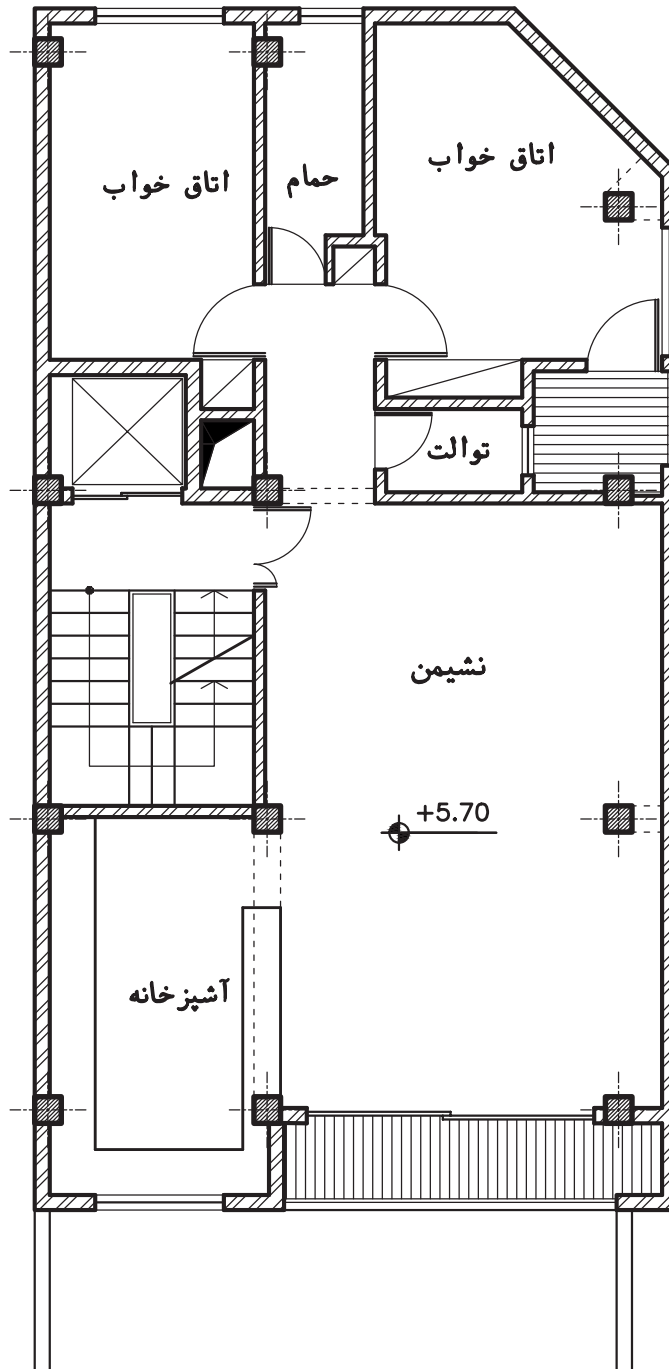 اتاق خواب
حمام
اتاق خواب
توالت
نشیمن
+5.70
آشپزخانه